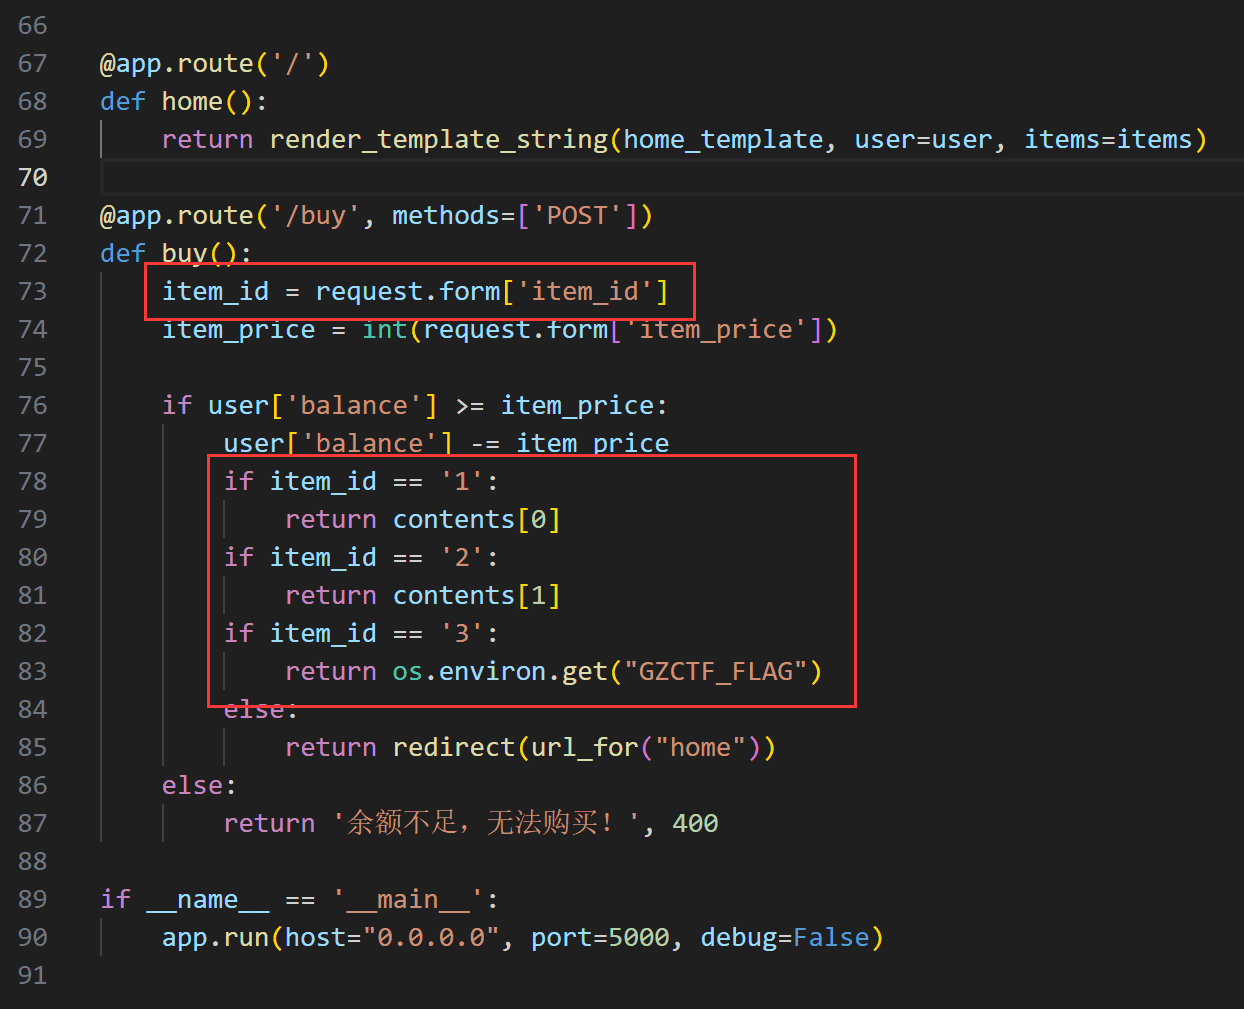 66
67 @app.route('/')
68 def home():
69     return render_template_string(home_template, user=user, items=items)
70
71 @app.route('/buy', methods=['POST'])
72 def buy():
73     item_id = request.form['item_id']
74     item_price = int(request.form['item_price'])
75
76     if user['balance'] >= item_price:
77         user['balance'] -= item_price
78         if item_id == '1':
79             return contents[0]
80         if item_id == '2':
81             return contents[1]
82         if item_id == '3':
83             return os.environ.get("GZCTF_FLAG")
84         else:
85             return redirect(url_for("home"))
86     else:
87         return '余额不足，无法购买！', 400
88
89 if __name__ == '__main__':
90     app.run(host="0.0.0.0", port=5000, debug=False)
91